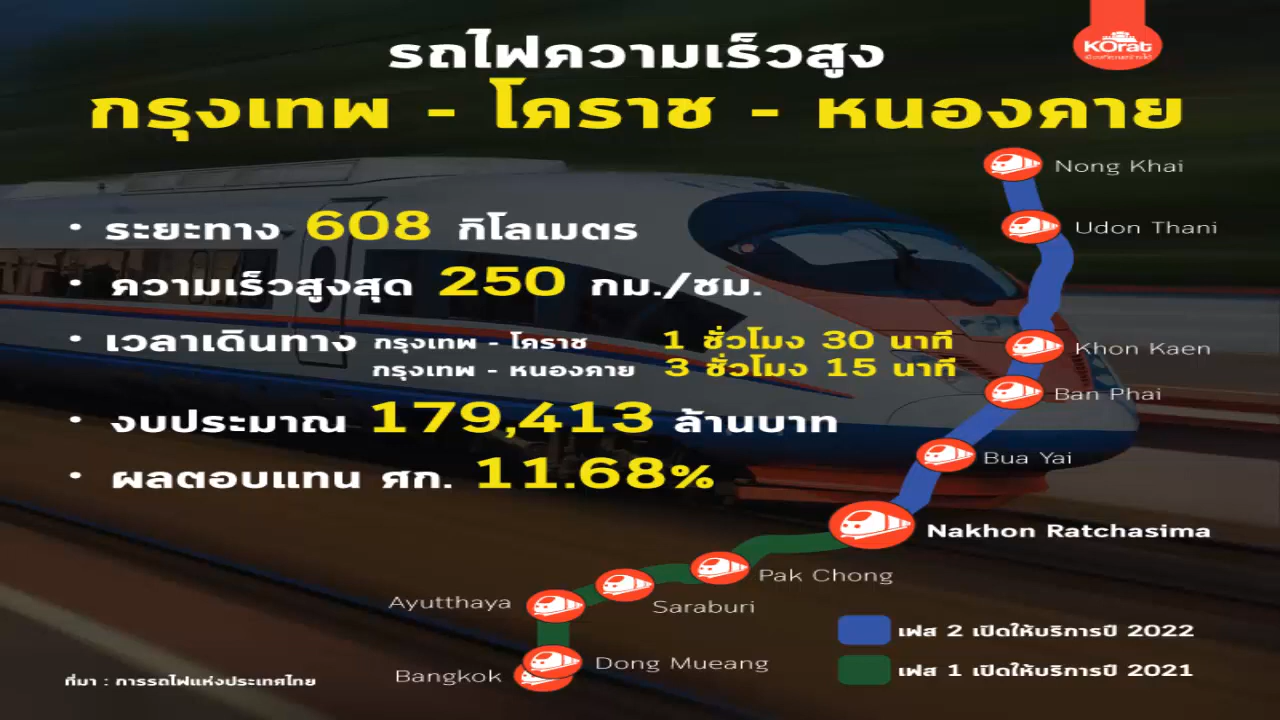 รถไฟความเร็วสูง
กรุงเทพ - โคราช - หนองคาย
KOrat
• ระยะทาง 608 กิโลเมตร
• ความเร็วสูงสุด 250 กม./ชม.
• เวลาเดินทาง กรุงเทพ - โคราช 1 ชั่วโมง 30 นาที
กรุงเทพ - หนองคาย 3 ชั่วโมง 15 นาที
• งบประมาณ 179,413 ล้านบาท
• ผลตอบแทน ศก. 11.68%
Nong Khai
Udon Thani
Khon Kaen
Ban Phai
Bua Yai
Nakhon Ratchasima
Pak Chong
Saraburi
Ayutthaya
Dong Mueang
Bangkok
เฟส 2 เปิดให้บริการปี 2022
เฟส 1 เปิดให้บริการปี 2021
ที่มา : การรถไฟแห่งประเทศไทย